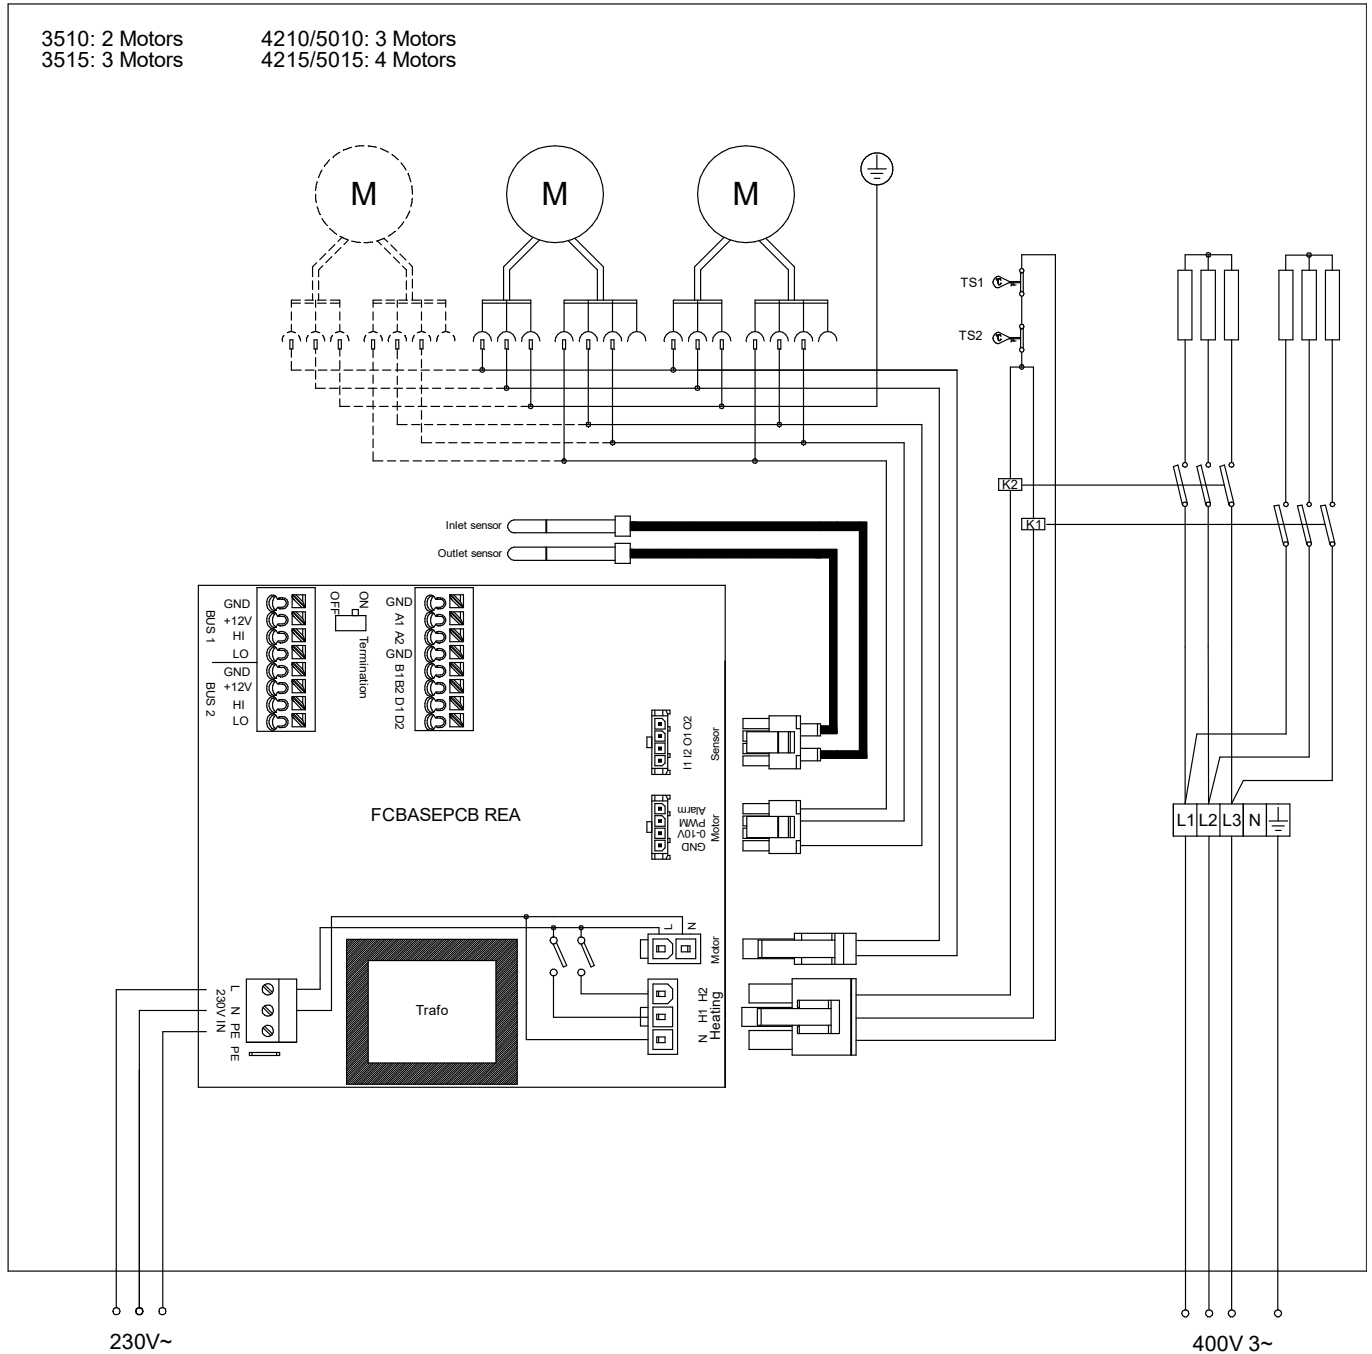 3510: 2 Motors 4210/5010: 3 Motors
3515: 3 Motors 4215/5015: 4 Motors
M M M
TS1
TS2
K2
K1
Inlet sensor
Outlet sensor
BUS 1
GND
+12V
HI
LO
BUS 2
GND
+12V
HI
LO
ON
OFF
Termination
GND
A1
A2
GND
B1
B2
D1
D2
I1 I2 O1 O2
Sensor
FCBASEPCB REA
Alarm
PWM
0-10V
GND
Motor
L1 L2 L3 N
L N
Motor
Trafo
N H1 H2
Heating
L N PE
230V IN
PE
230V~
400V 3~